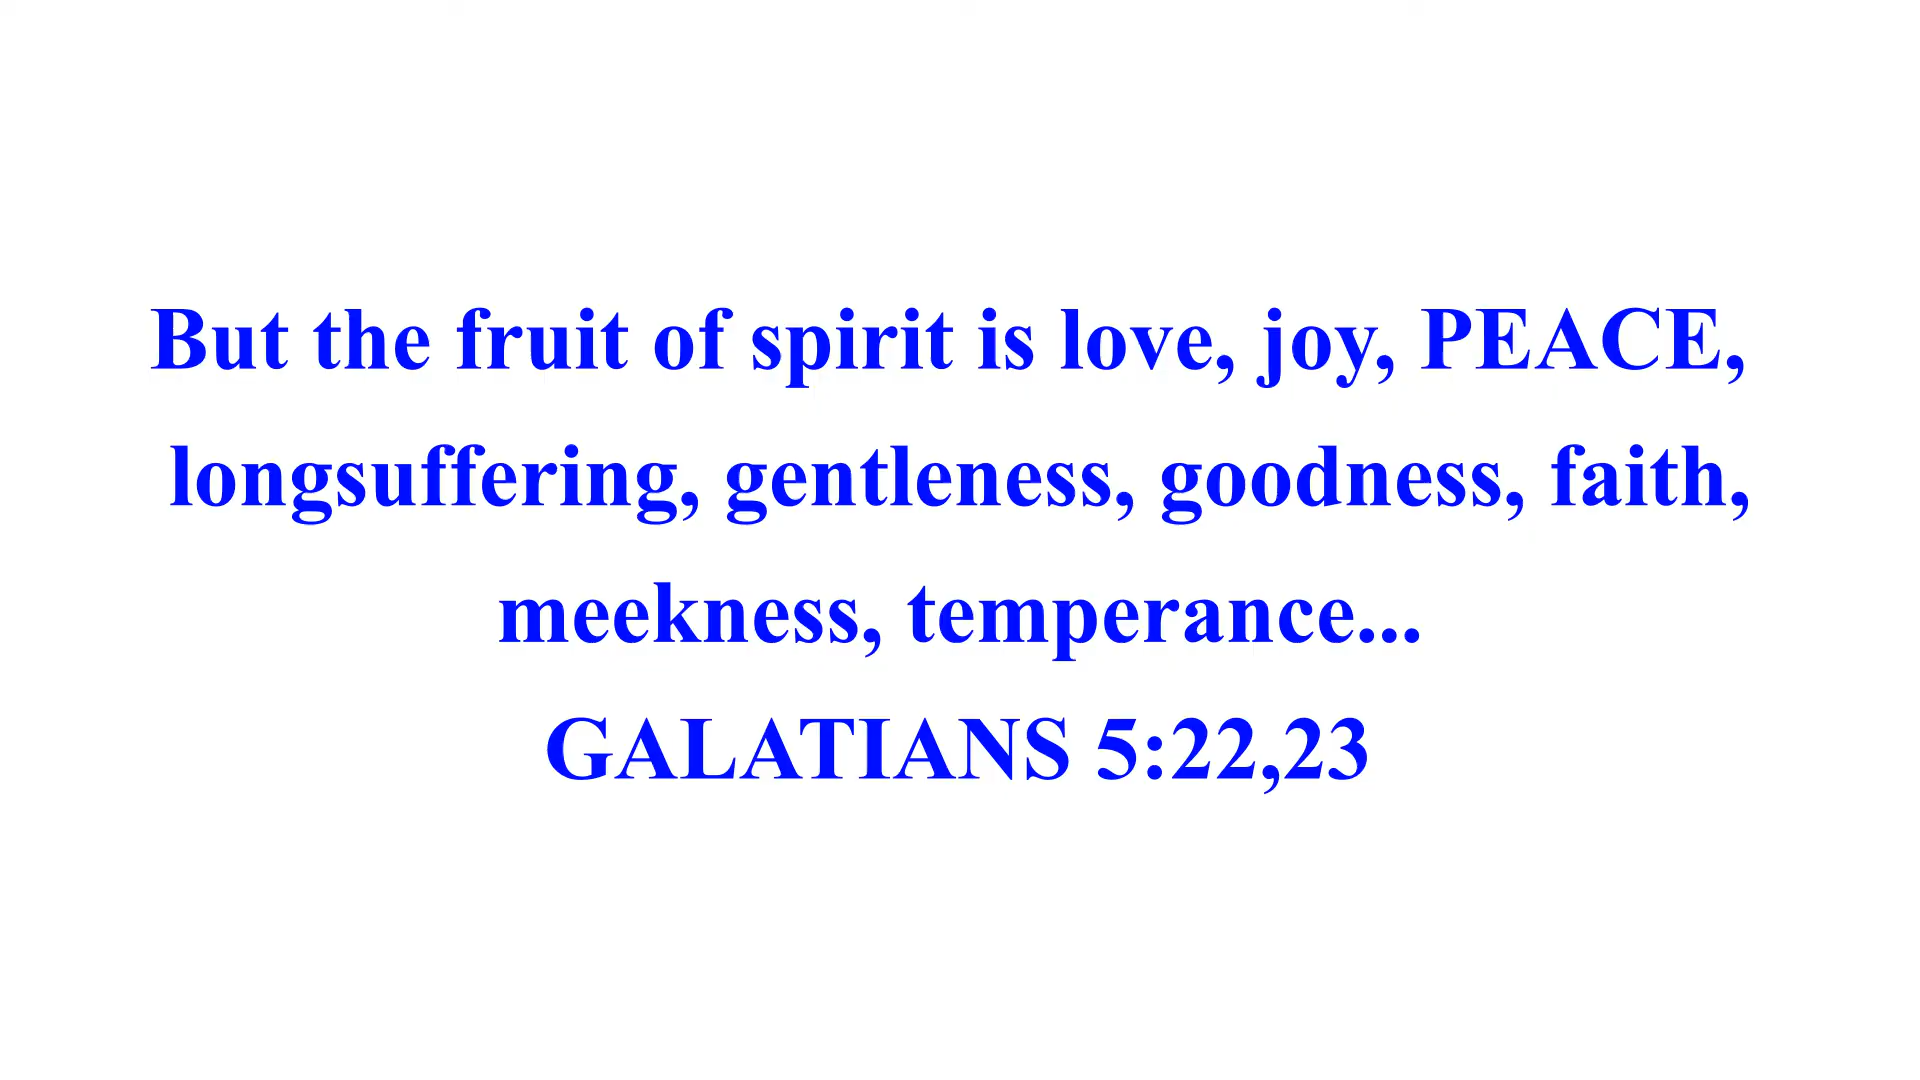 But the fruit of spirit is love, joy, PEACE,
longsuffering, gentleness, goodness, faith,
meekness, temperance...
GALATIANS 5:22,23